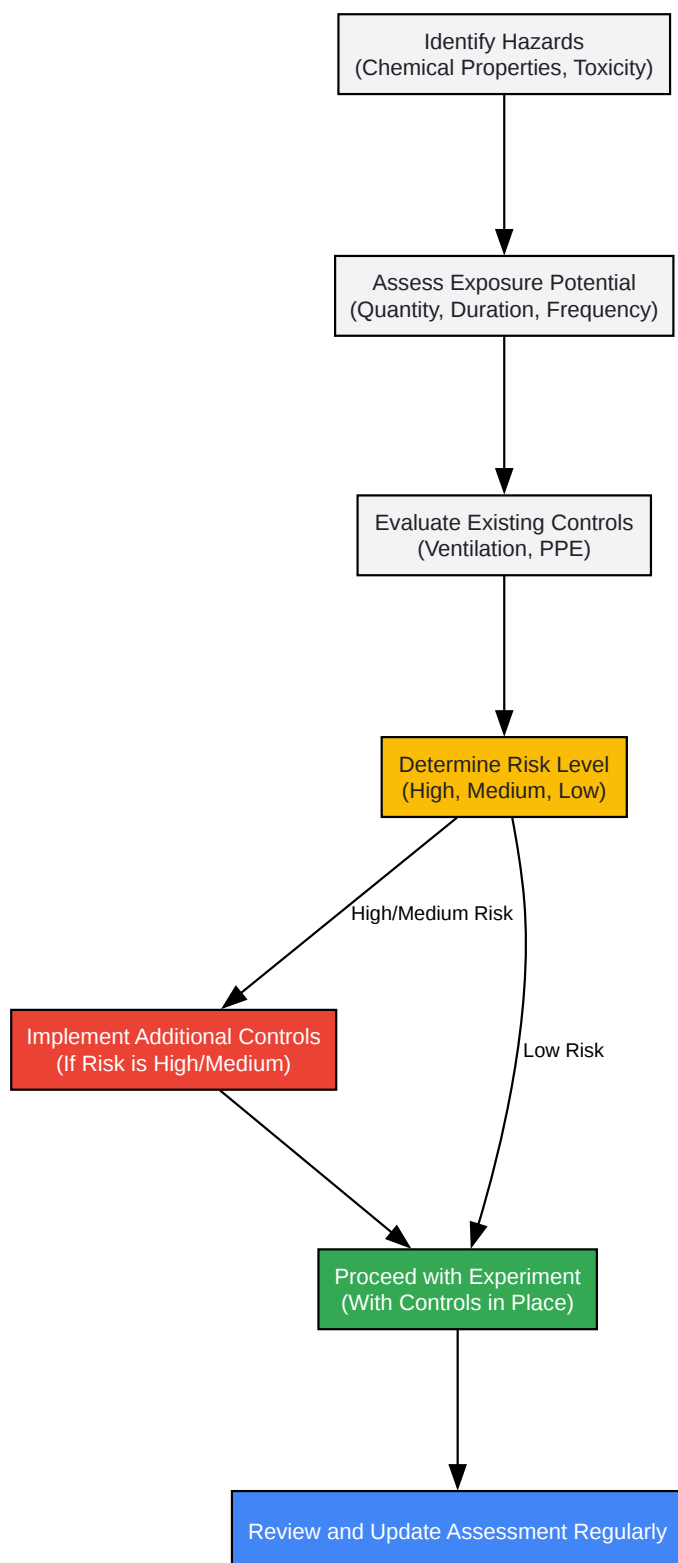 Identify Hazards
(Chemical Properties, Toxicity)
Assess Exposure Potential
(Quantity, Duration, Frequency)
Evaluate Existing Controls
(Ventilation, PPE)
Determine Risk Level
(High, Medium, Low)
High/Medium Risk
Implement Additional Controls
(If Risk is High/Medium)
Low Risk
Proceed with Experiment
(With Controls in Place)
Review and Update Assessment Regularly